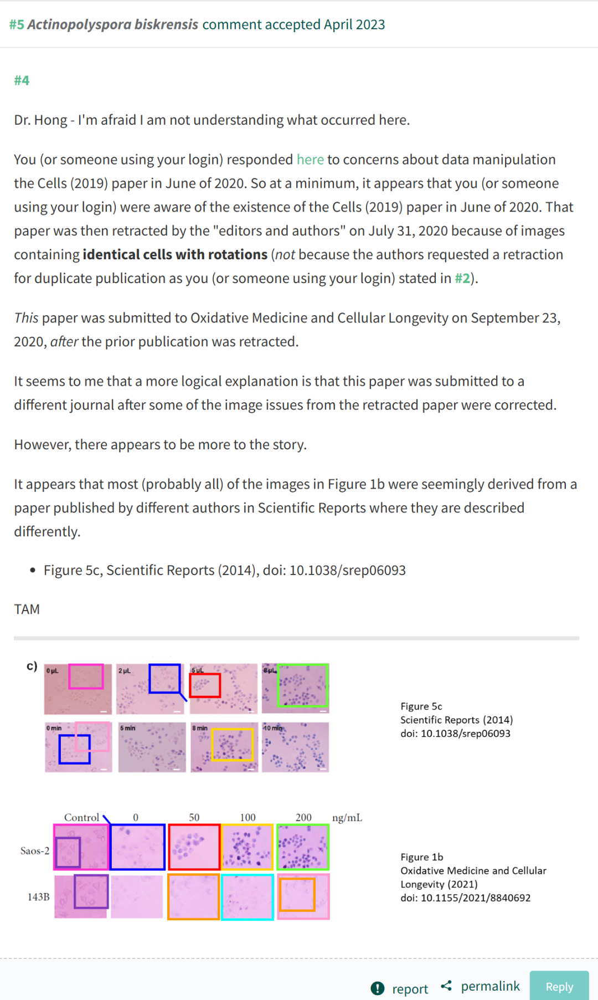 #5 Actinopolyspora biskrensis comment accepted April 2023
#4
Dr. Hong - I'm afraid I am not understanding what occurred here.
You (or someone using your login) responded here to concerns about data manipulation
the Cells (2019) paper in June of 2020. So at a minimum, it appears that you (or someone
using your login) were aware of the existence of the Cells (2019) paper in June of 2020. That
paper was then retracted by the "editors and authors" on July 31, 2020 because of images
containing identical cells with rotations (not because the authors requested a retraction
for duplicate publication as you (or someone using your login) stated in #2).
This paper was submitted to Oxidative Medicine and Cellular Longevity on September 23,
2020, after the prior publication was retracted.
It seems to me that a more logical explanation is that this paper was submitted to a
different journal after some of the image issues from the retracted paper were corrected.
However, there appears to be more to the story.
It appears that most (probably all) of the images in Figure 1b were seemingly derived from a
paper published by different authors in Scientific Reports where they are described
differently.
• Figure 5c, Scientific Reports (2014), doi: 10.1038/srep06093
TAM
c)
0 µL 2 µL 5 µL 8 µL
0 min 5 min 8 min 10 min
Figure 5c
Scientific Reports (2014)
doi: 10.1038/srep06093
Control 0 50 100 200 ng/mL
Saos-2
143B
Figure 1b
Oxidative Medicine and Cellular
Longevity (2021)
doi: 10.1155/2021/8840692
! report permalink Reply